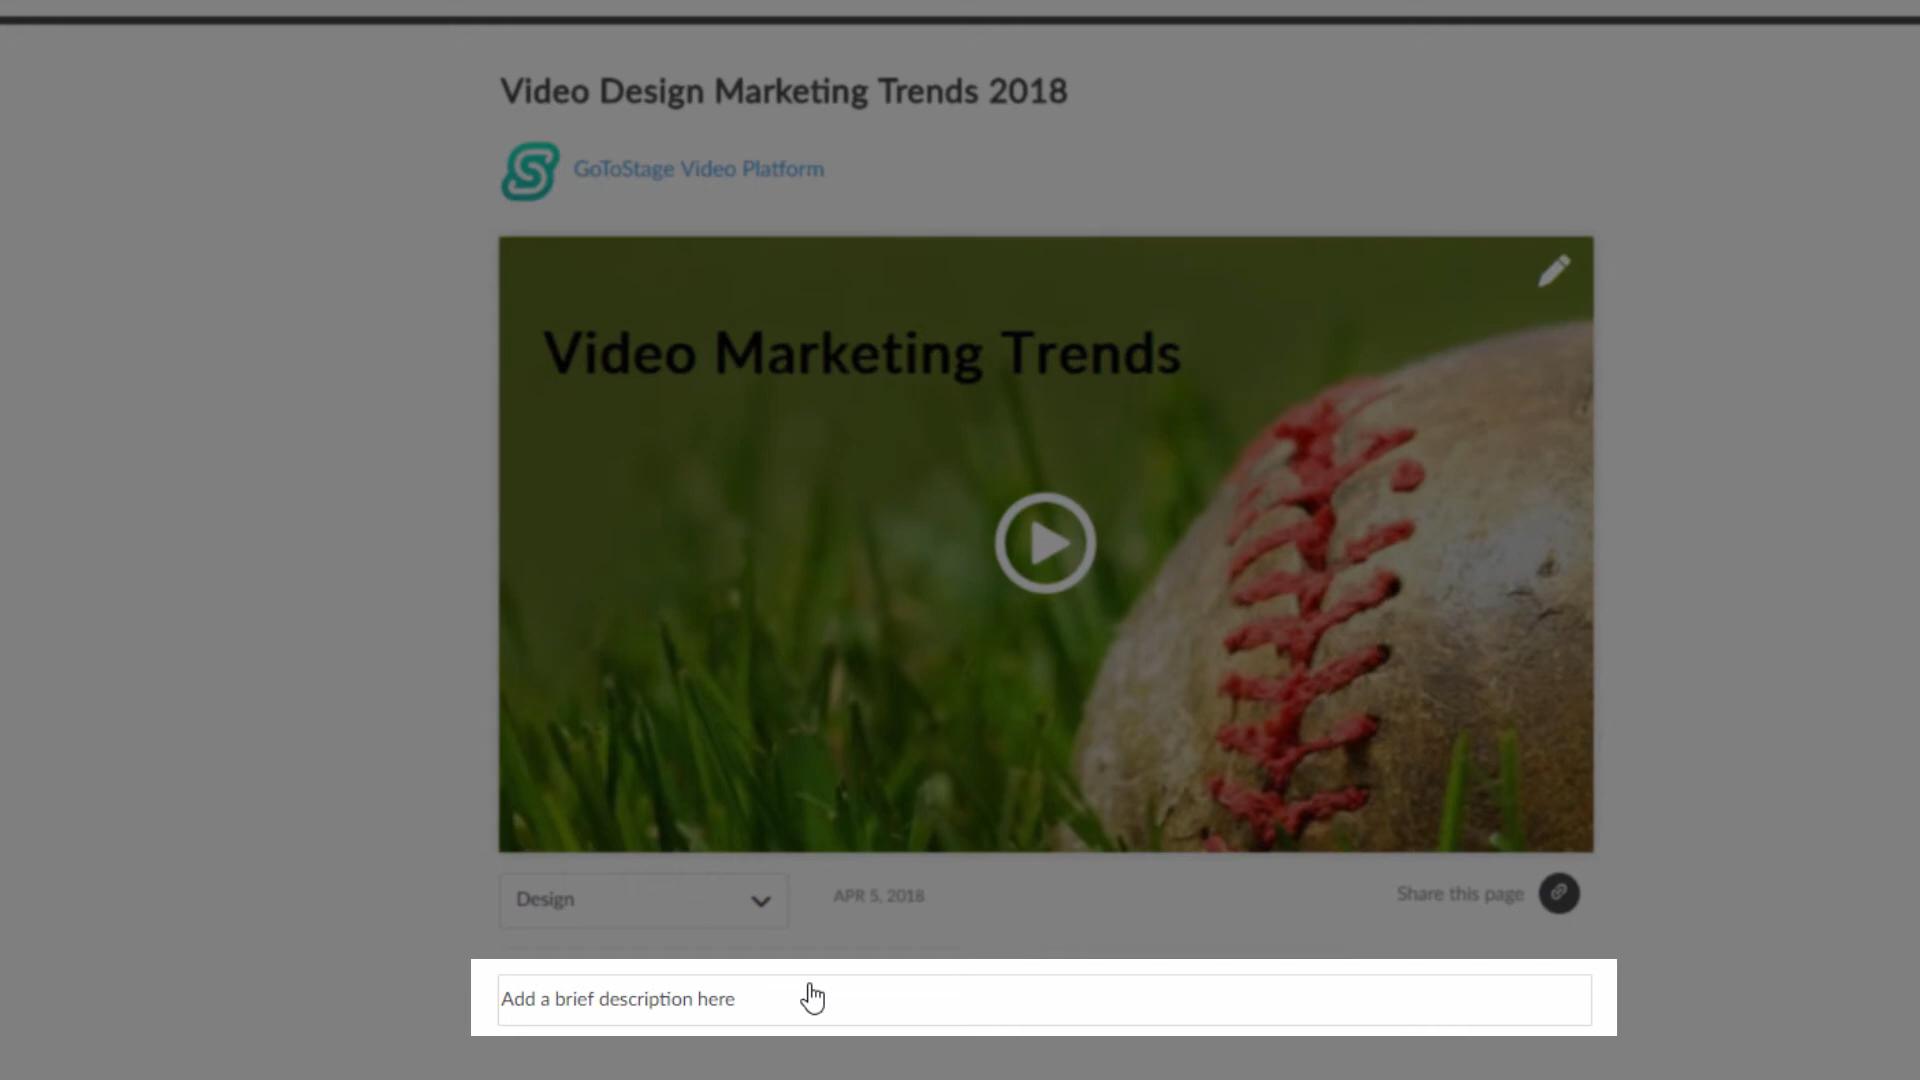 Video Design Marketing Trends 2018
GoToStage Video Platform
Video Marketing Trends
Design
APR 5, 2018
Share this page
Add a brief description here